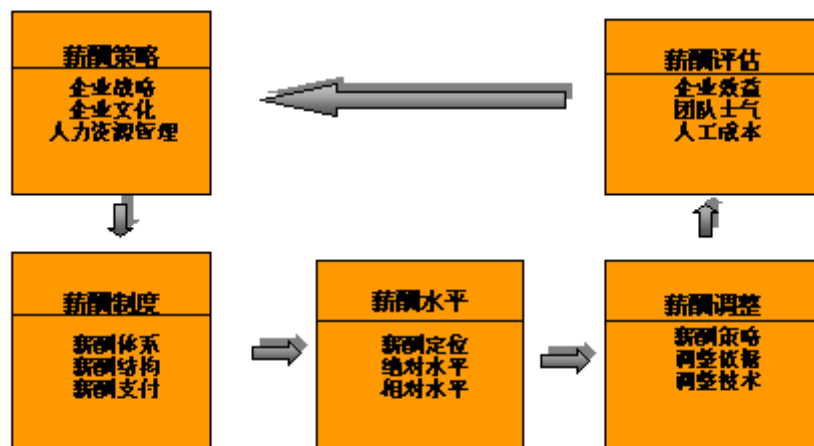 薪酬策略
企业战略
企业文化
人力资源管理
薪酬评估
企业效益
团队士气
人工成本
薪酬制度
薪酬体系
薪酬结构
薪酬支付
薪酬水平
薪酬定位
绝对水平
相对水平
薪酬调整
薪酬策略
调整依据
调整技术